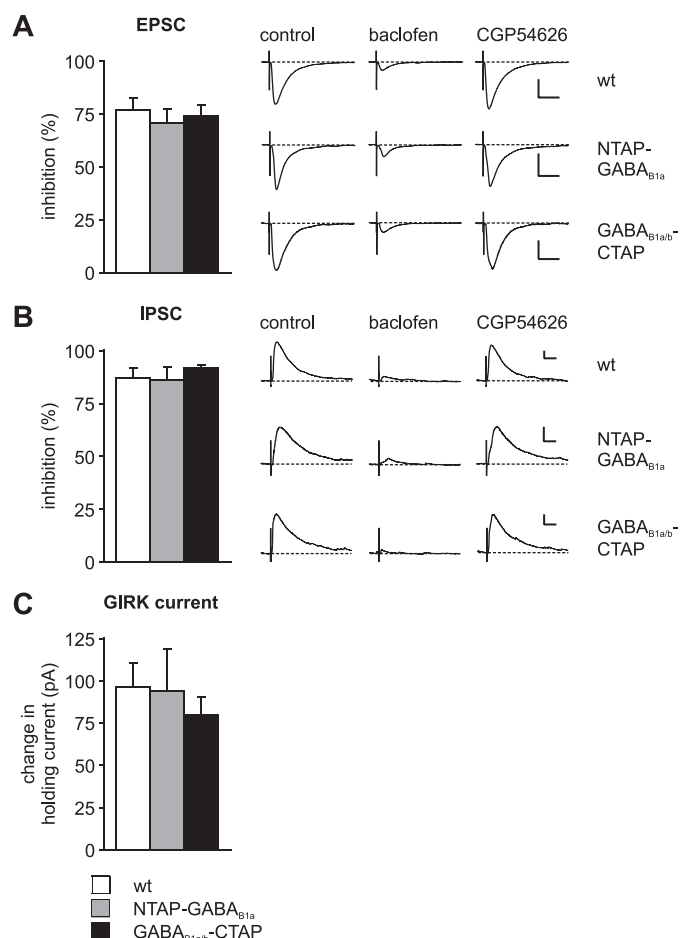 A
EPSC
control baclofen CGP54626
100
75
50
25
0
inhibition (%)
wt
NTAP-
GABAB1a
GABAB1a/b-
CTAP
B
IPSC
control baclofen CGP54626
100
75
50
25
0
inhibition (%)
wt
NTAP-
GABAB1a
GABAB1a/b-
CTAP
C
GIRK current
125
100
75
50
25
0
change in
holding current (pA)
wt
NTAP-GABAB1a
GABAB1a/b-CTAP